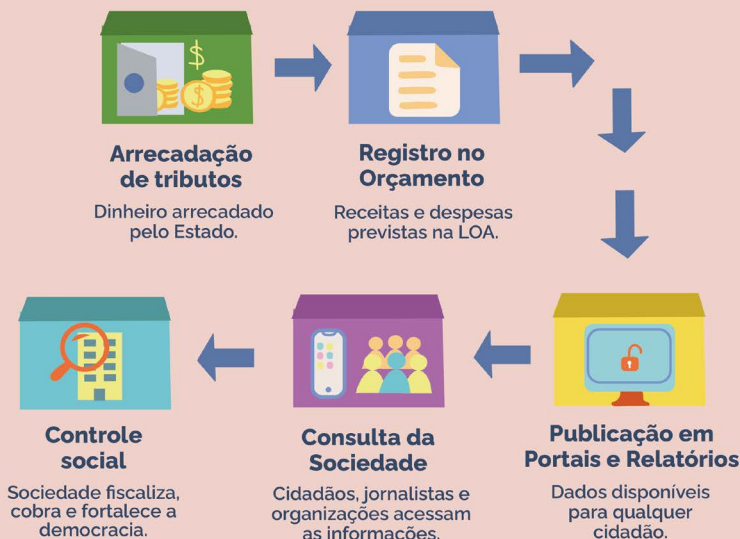 $
$
$
Arrecadação
de tributos
Dinheiro arrecadado
pelo Estado.
Registro no
Orçamento
Receitas e despesas
previstas na LOA.
Publicação em
Portais e Relatórios
Dados disponíveis
para qualquer
cidadão.
Consulta da
Sociedade
Cidadãos, jornalistas e
organizações acessam
as informações.
Controle
social
Sociedade fiscaliza,
cobra e fortalece a
democracia.